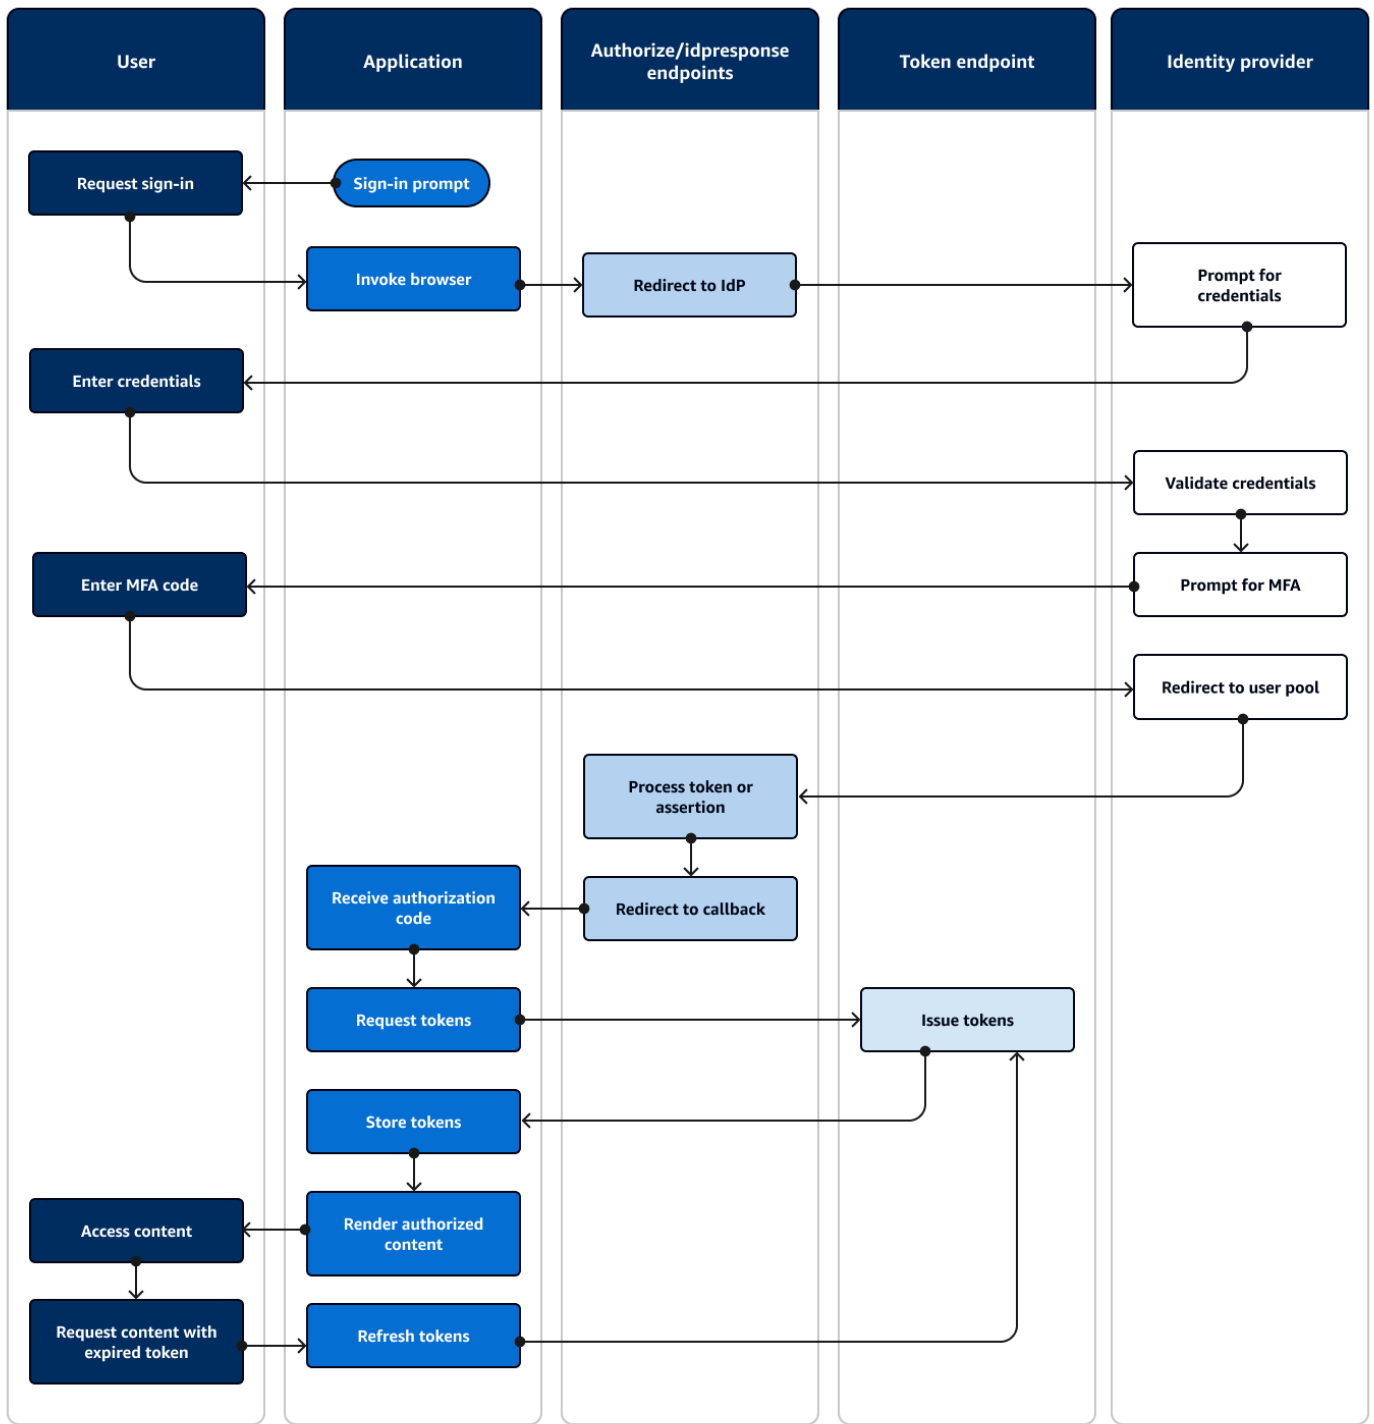 User
Application
Authorize/idpresponse
endpoints
Token endpoint
Identity provider
Request sign-in
Sign-in prompt
Invoke browser
Redirect to IdP
Prompt for
credentials
Enter credentials
Validate credentials
Enter MFA code
Prompt for MFA
Redirect to user pool
Process token or
assertion
Receive authorization
code
Redirect to callback
Request tokens
Issue tokens
Store tokens
Access content
Render authorized
content
Request content with
expired token
Refresh tokens